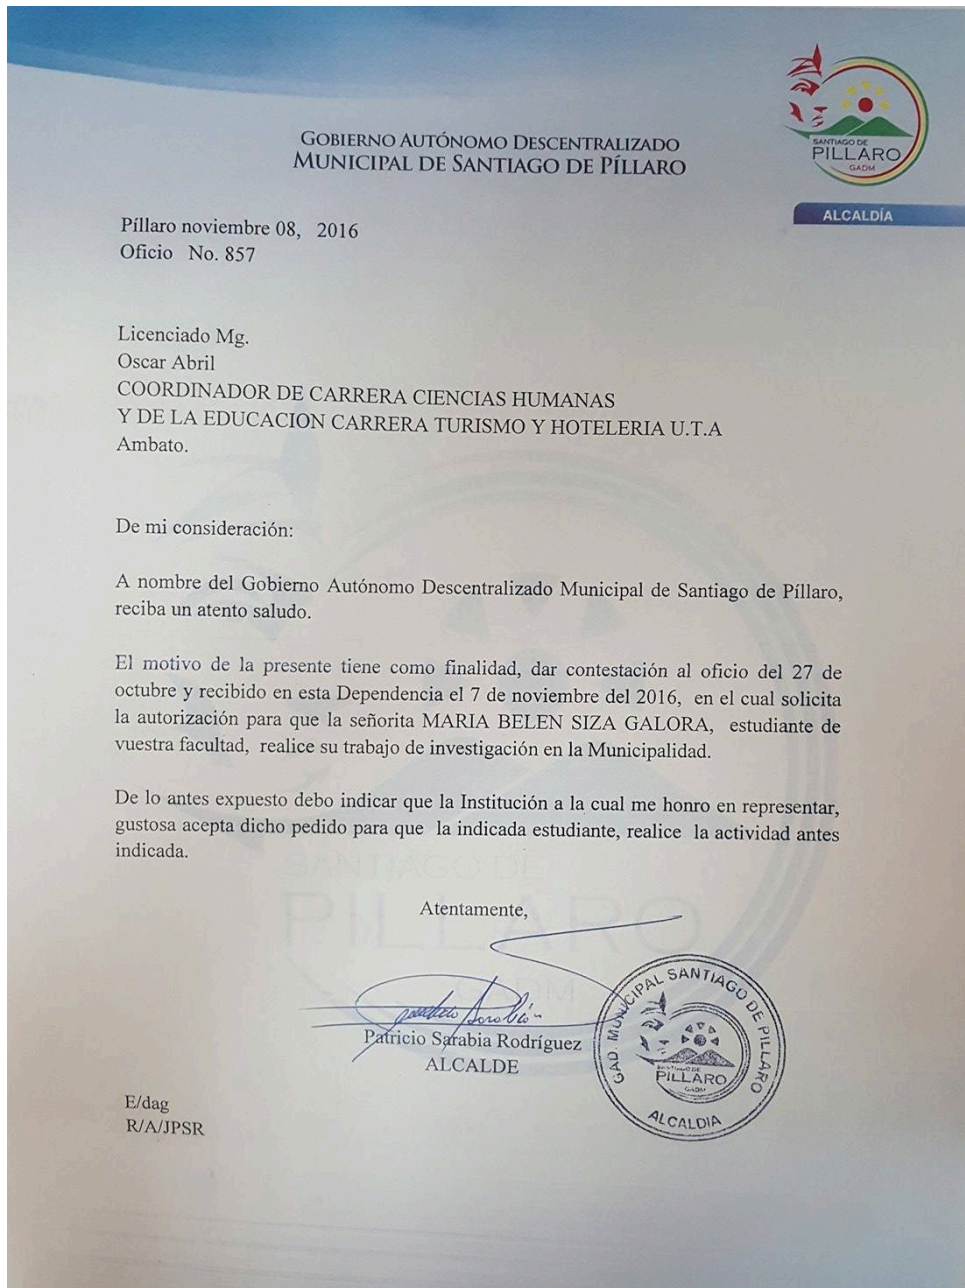 GOBIERNO AUTÓNOMO DESCENTRALIZADO
MUNICIPAL DE SANTIAGO DE PÍLLARO
SANTIAGO DE
PILLARO
GADM
ALCALDÍA
Píllaro noviembre 08, 2016
Oficio No. 857
Licenciado Mg.
Oscar Abril
COORDINADOR DE CARRERA CIENCIAS HUMANAS
Y DE LA EDUCACION CARRERA TURISMO Y HOTELERIA U.T.A
Ambato.
De mi consideración:
A nombre del Gobierno Autónomo Descentralizado Municipal de Santiago de Píllaro,
reciba un atento saludo.
El motivo de la presente tiene como finalidad, dar contestación al oficio del 27 de
octubre y recibido en esta Dependencia el 7 de noviembre del 2016, en el cual solicita
la autorización para que la señorita MARIA BELEN SIZA GALORA, estudiante de
vuestra facultad, realice su trabajo de investigación en la Municipalidad.
De lo antes expuesto debo indicar que la Institución a la cual me honro en representar,
gustosa acepta dicho pedido para que la indicada estudiante, realice la actividad antes
indicada.
SANTIAGO DE
PILLARO
GADM
Atentamente,
Patricio Sarabia Rodríguez
ALCALDE
GAD. MUNICIPAL SANTIAGO DE PILLARO
SANTIAGO DE
PILLARO
GADM
ALCALDIA
E/dag
R/A/JPSR